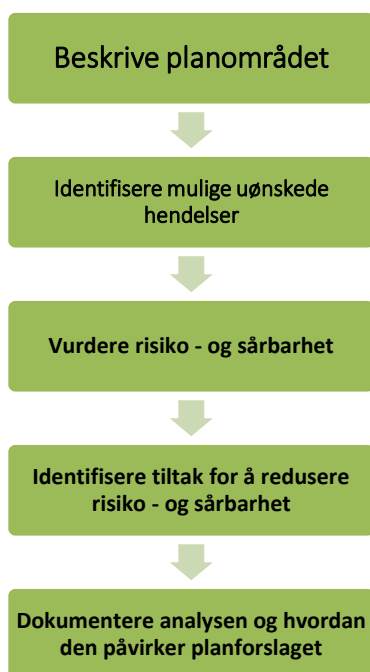 Beskrive planområdet
Identifisere mulige uønskede
hendelser
Vurdere risiko - og sårbarhet
Identifisere tiltak for å redusere
risiko - og sårbarhet
Dokumentere analysen og hvordan
den påvirker planforslaget